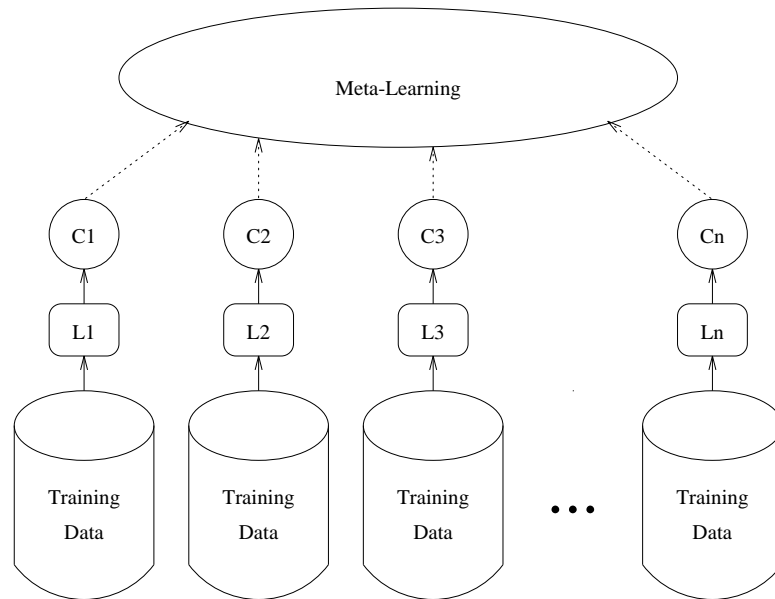 Meta-Learning
C1
C2
C3
Cn
L1
L2
L3
Ln
Training
Data
Training
Data
Training
Data
Training
Data